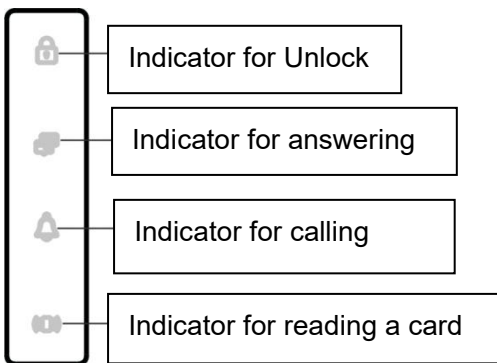 Indicator for Unlock
Indicator for answering
Indicator for calling
Indicator for reading a card